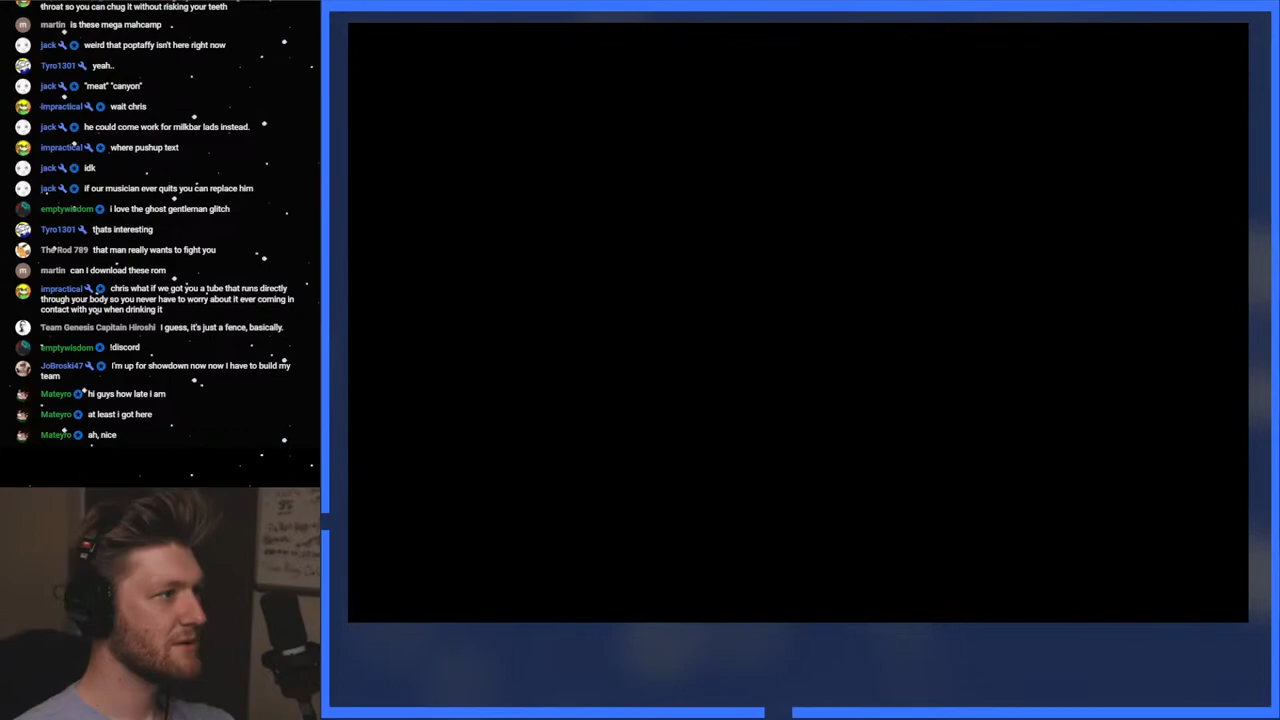 throat so you can chug it without risking your teeth
martin is these mega mahcamp
jack weird that poptaffy isn't here right now
Tyro1301 yeah..
jack "meat" "canyon"
impractical wait chris
jack he could come work for milkbar lads instead.
impractical where pushup text
jack idk
jack if our musician ever quits you can replace him
emptywisdom i love the ghost gentleman glitch
Tyro1301 thats interesting
The Rod 789 that man really wants to fight you
martin can I download these rom
impractical chris what if we got you a tube that runs directly
through your body so you never have to worry about it ever coming in
contact with you when drinking it
Team Genesis Capitain Hiroshi I guess, it's just a fence, basically.
emptywisdom !discord
JoBroski47 I'm up for showdown now now I have to build my
team
Mateyro hi guys how late i am
Mateyro at least i got here
Mateyro ah, nice